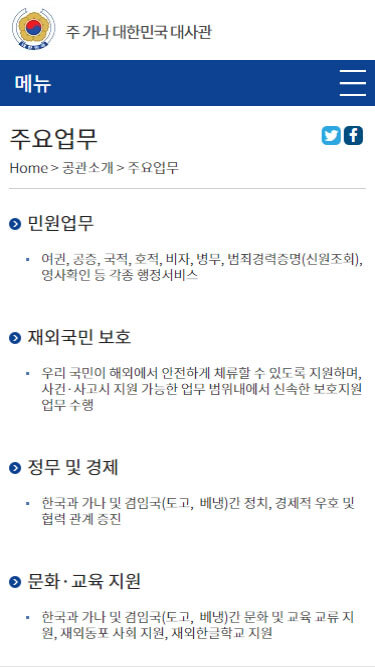 주 가나 대한민국 대사관
메뉴
주요업무
Home > 공관소개 > 주요업무
민원업무
여권, 공증, 국적, 호적, 비자, 병무, 범죄경력증명(신원조회),
영사확인 등 각종 행정서비스
재외국민 보호
우리 국민이 해외에서 안전하게 체류할 수 있도록 지원하며,
사건·사고시 지원 가능한 업무 범위내에서 신속한 보호지원
업무 수행
정무 및 경제
한국과 가나 및 겸임국(도고, 베냉)간 정치, 경제적 우호 및
협력 관계 증진
문화·교육 지원
한국과 가나 및 겸임국(도고, 베냉)간 문화 및 교육 교류 지
원, 재외동포 사회 지원, 재외한글학교 지원